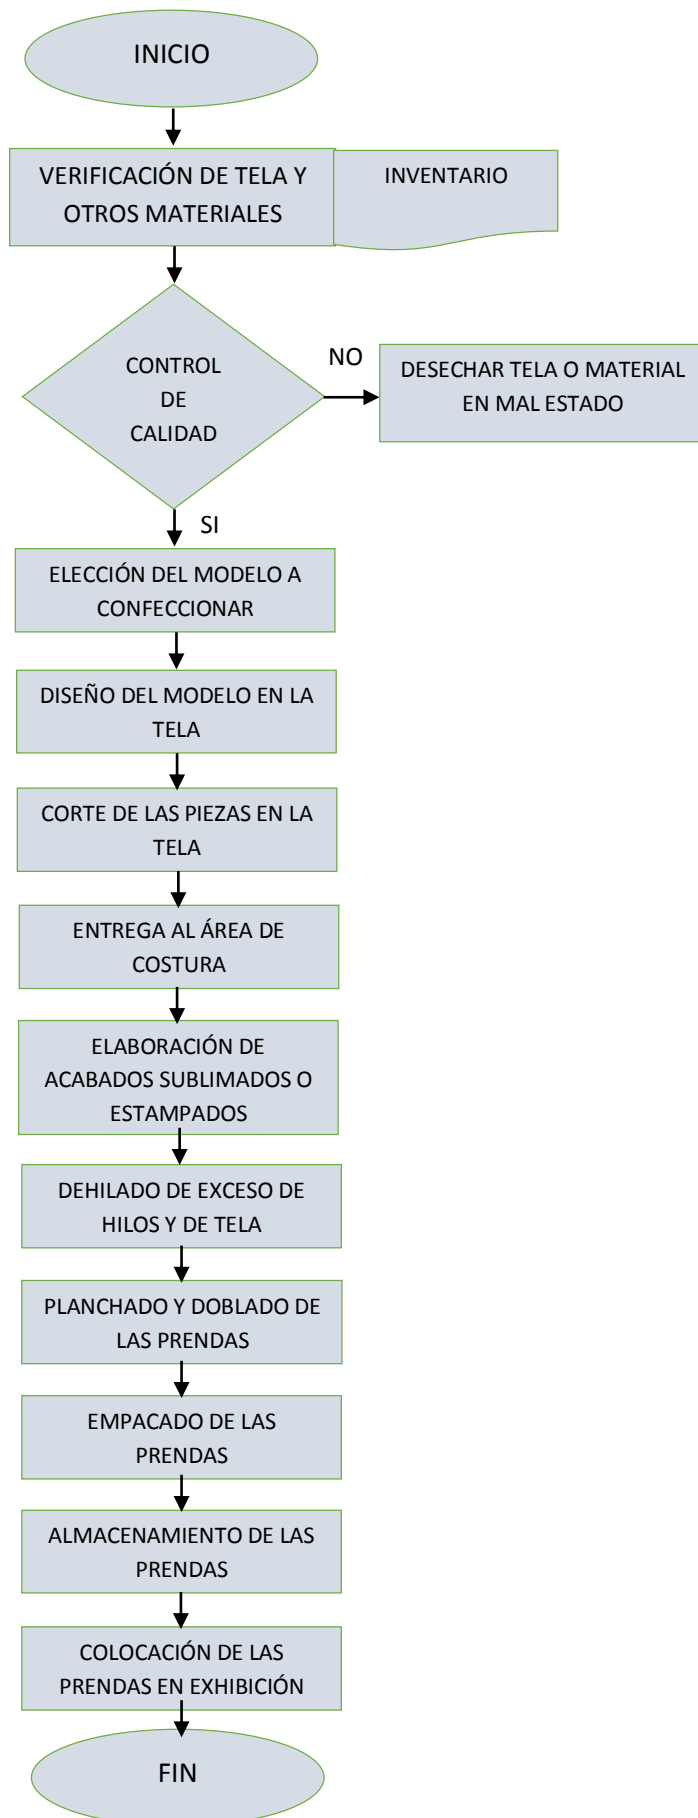 INICIO
VERIFICACIÓN DE TELA Y
OTROS MATERIALES
INVENTARIO
CONTROL
DE
CALIDAD
NO
DESECHAR TELA O MATERIAL
EN MAL ESTADO
SI
ELECCIÓN DEL MODELO A
CONFECCIONAR
DISEÑO DEL MODELO EN LA
TELA
CORTE DE LAS PIEZAS EN LA
TELA
ENTREGA AL ÁREA DE
COSTURA
ELABORACIÓN DE
ACABADOS SUBLIMADOS O
ESTAMPADOS
DEHILADO DE EXCESO DE
HILOS Y DE TELA
PLANCHADO Y DOBLADO DE
LAS PRENDAS
EMPACADO DE LAS
PRENDAS
ALMACENAMIENTO DE LAS
PRENDAS
COLOCACIÓN DE LAS
PRENDAS EN EXHIBICIÓN
FIN